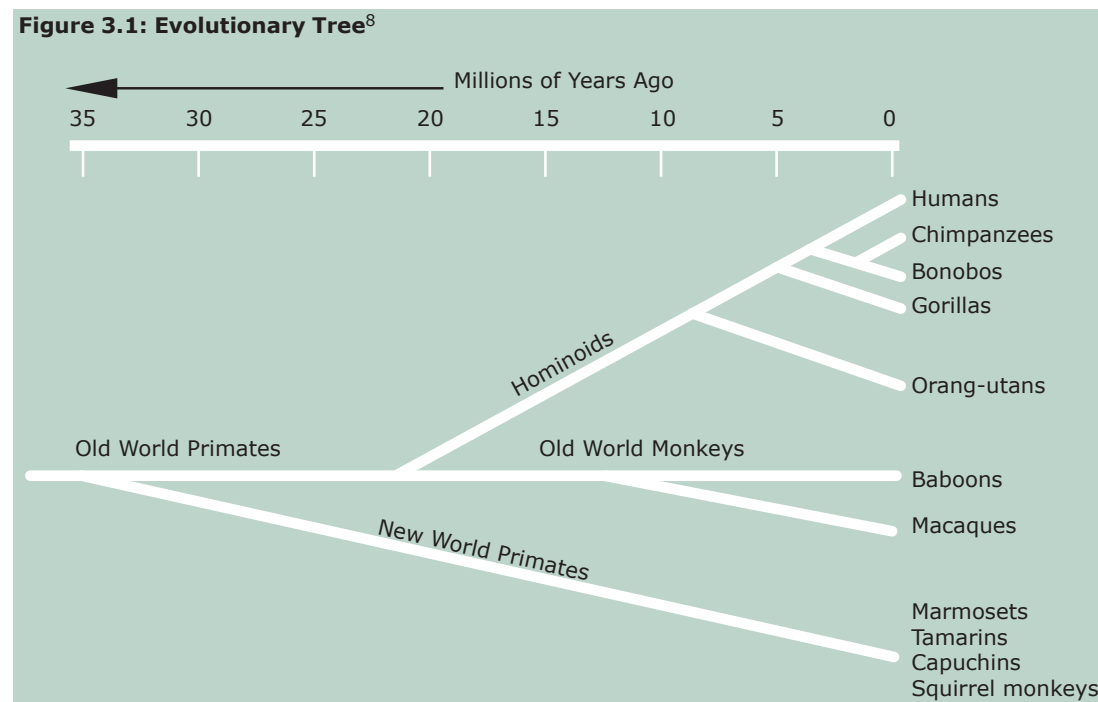 Figure 3.1: Evolutionary Tree8
Millions of Years Ago
35 30 25 20 15 10 5 0
Humans
Chimpanzees
Bonobos
Gorillas
Hominoids
Orang-utans
Old World Primates
Old World Monkeys
Baboons
Macaques
New World Primates
Marmosets
Tamarins
Capuchins
Squirrel monkeys